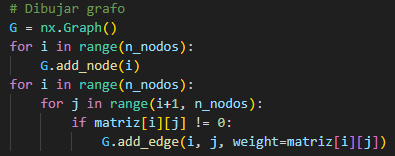 # Dibujar grafo
G = nx.Graph()
for i in range(n_nodos):
    G.add_node(i)
for i in range(n_nodos):
    for j in range(i+1, n_nodos):
        if matriz[i][j] != 0:
            G.add_edge(i, j, weight=matriz[i][j])